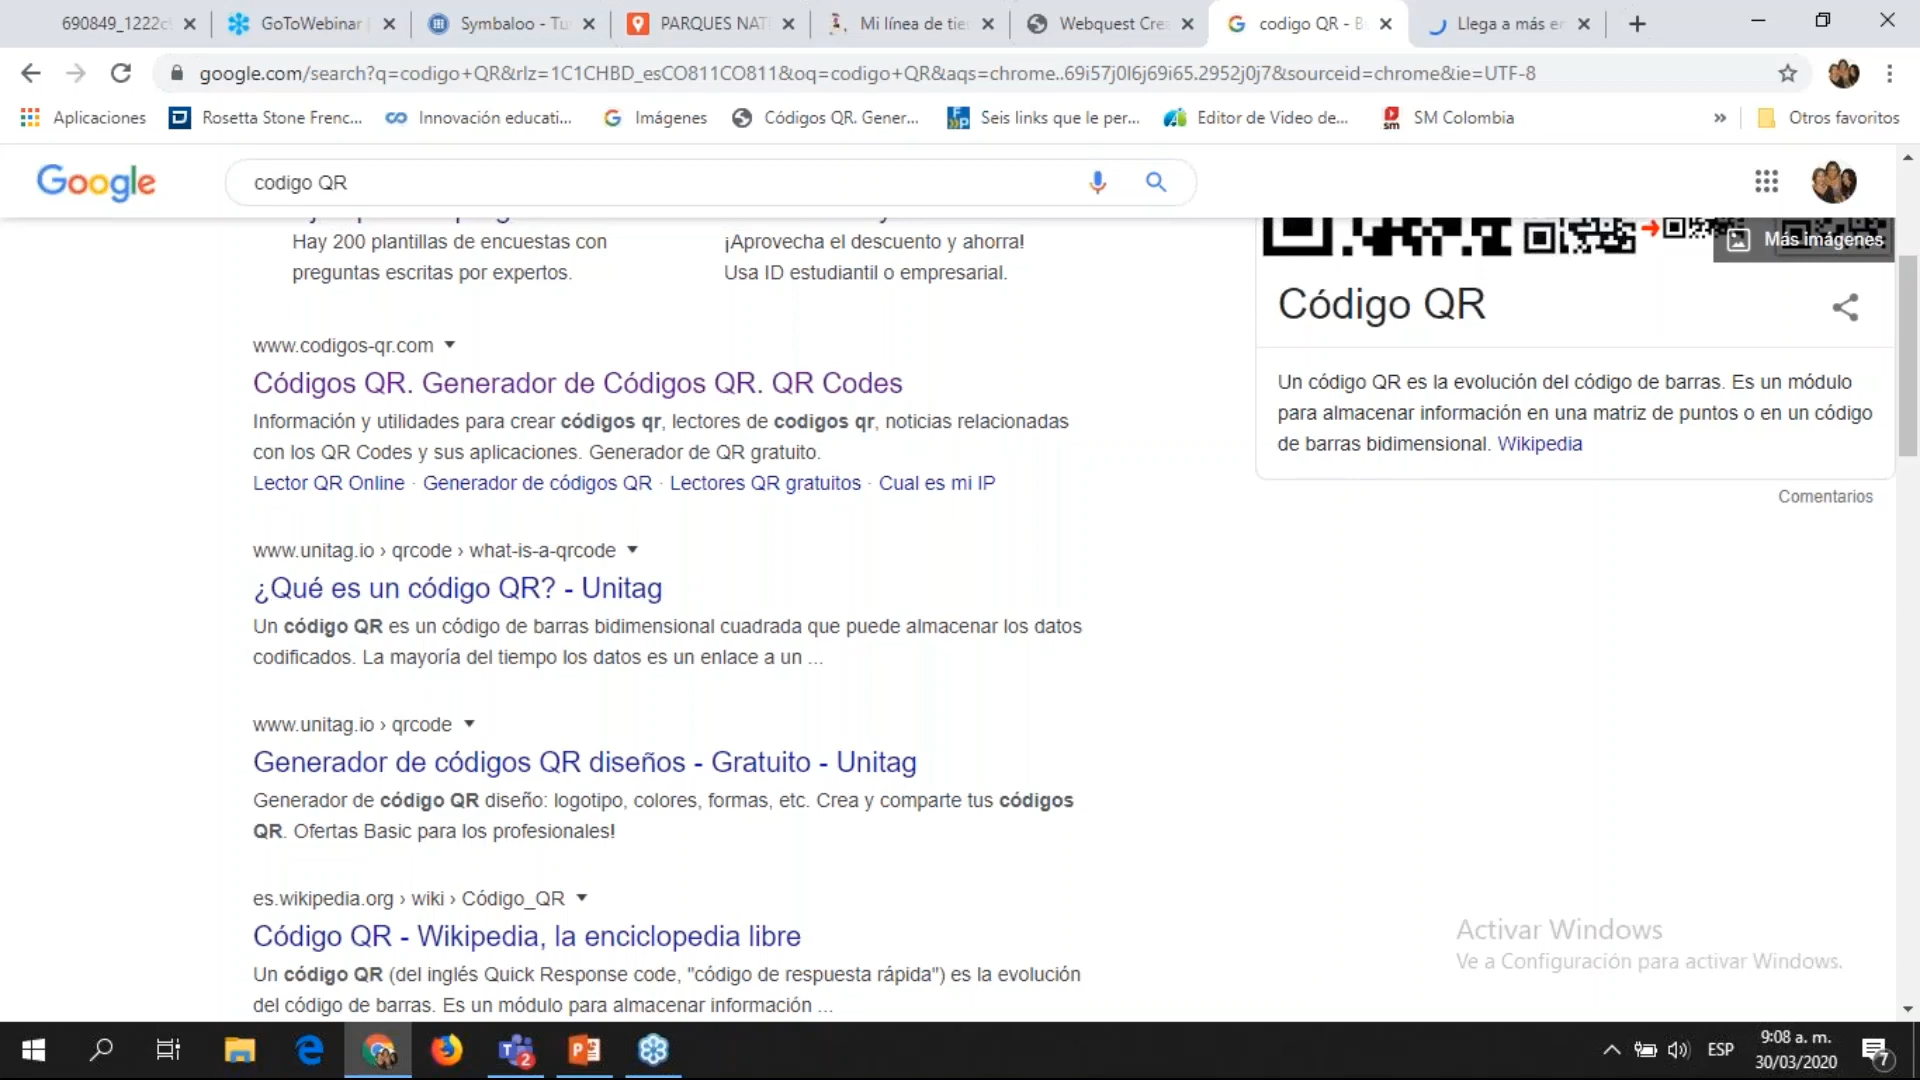 690849_1222c
GoToWebinar
Symbaloo - Tu
PARQUES NAT
Mi línea de tie
Webquest Cre
codigo QR - B
Llega a más e
google.com/search?q=codigo+QR&rlz=1C1CHBD_esCO811CO811&oq=codigo+QR&aqs=chrome..69i57j0l6j69i65.2952j0j7&sourceid=chrome&ie=UTF-8
Aplicaciones
Rosetta Stone Frenc...
Innovación educati...
Imágenes
Códigos QR. Gener...
Seis links que le per...
Editor de Video de...
SM Colombia
»
Otros favoritos
Google
codigo QR
Hay 200 plantillas de encuestas con
preguntas escritas por expertos.
¡Aprovecha el descuento y ahorra!
Usa ID estudiantil o empresarial.
www.codigos-qr.com
Códigos QR. Generador de Códigos QR. QR Codes
Información y utilidades para crear códigos qr, lectores de codigos qr, noticias relacionadas
con los QR Codes y sus aplicaciones. Generador de QR gratuito.
Lector QR Online · Generador de códigos QR · Lectores QR gratuitos · Cual es mi IP
www.unitag.io › qrcode › what-is-a-qrcode
¿Qué es un código QR? - Unitag
Un código QR es un código de barras bidimensional cuadrada que puede almacenar los datos
codificados. La mayoría del tiempo los datos es un enlace a un ...
www.unitag.io › qrcode
Generador de códigos QR diseños - Gratuito - Unitag
Generador de código QR diseño: logotipo, colores, formas, etc. Crea y comparte tus códigos
QR. Ofertas Basic para los profesionales!
es.wikipedia.org › wiki › Código_QR
Código QR - Wikipedia, la enciclopedia libre
Un código QR (del inglés Quick Response code, "código de respuesta rápida") es la evolución
del código de barras. Es un módulo para almacenar información ...
Más imágenes
Código QR
Un código QR es la evolución del código de barras. Es un módulo
para almacenar información en una matriz de puntos o en un código
de barras bidimensional. Wikipedia
Comentarios
Activar Windows
Ve a Configuración para activar Windows.
ESP
9:08 a. m.
30/03/2020
7
2